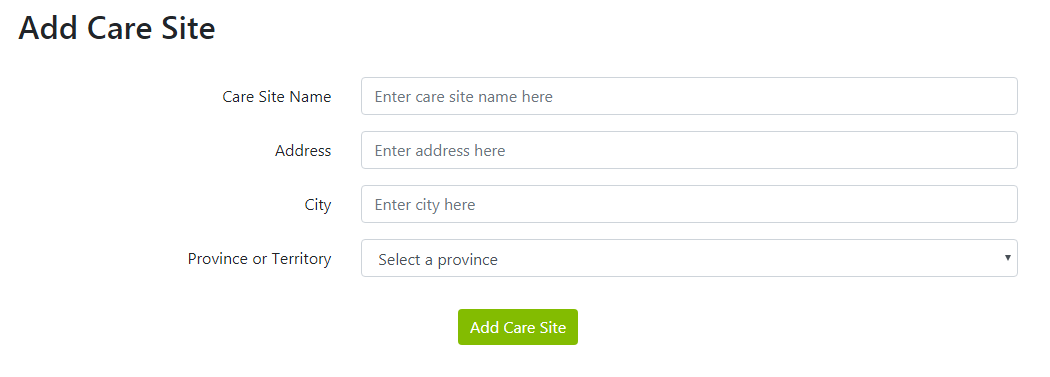 Add Care Site
Care Site Name Enter care site name here
Address Enter address here
City Enter city here
Province or Territory Select a province
Add Care Site